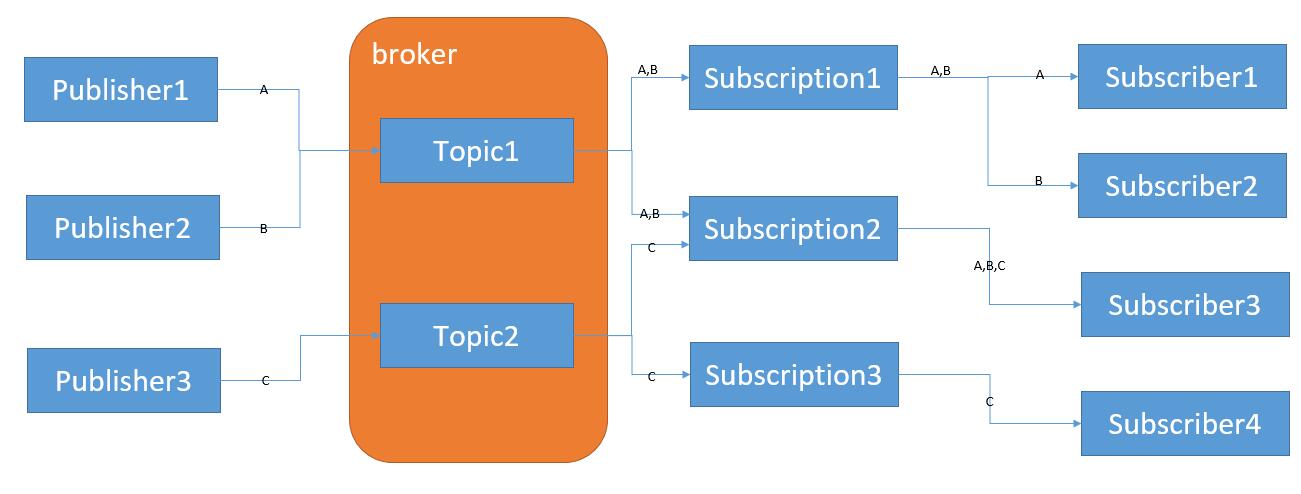 broker
Publisher1
A
Publisher2
B
Publisher3
C
Topic1
Topic2
A,B
A,B
C
C
Subscription1
Subscription2
Subscription3
A,B
A
B
A,B,C
C
Subscriber1
Subscriber2
Subscriber3
Subscriber4